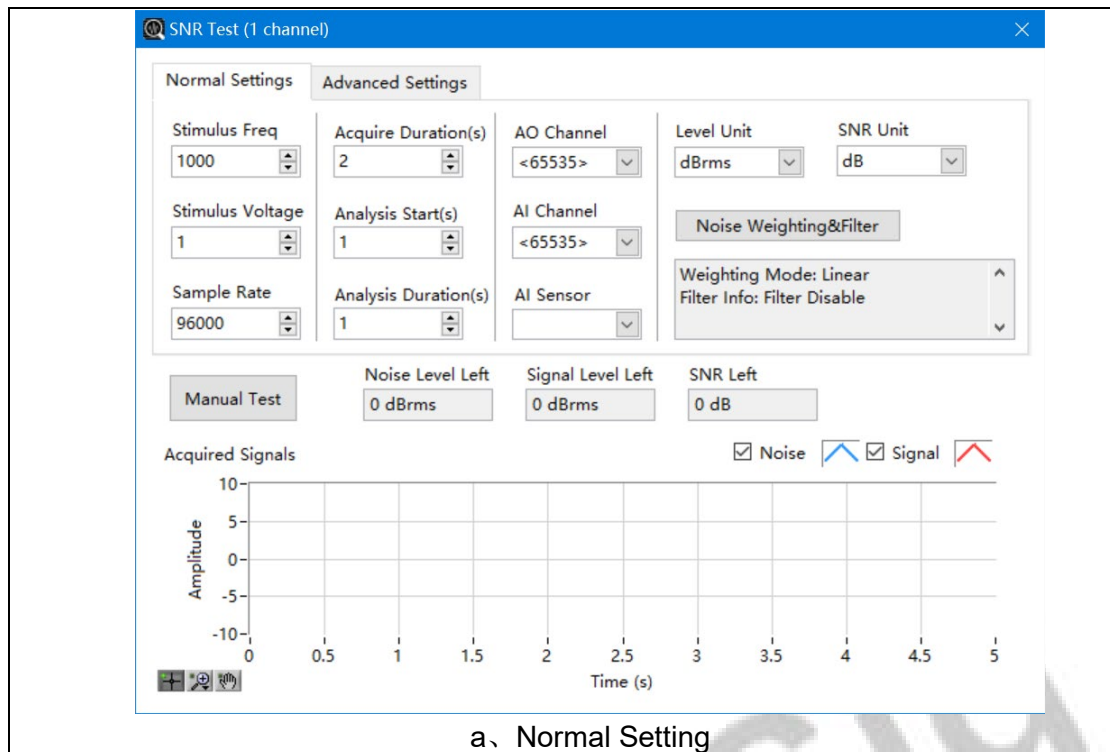 SNR Test (1 channel)
Normal Settings Advanced Settings
Stimulus Freq Acquire Duration(s) AO Channel Level Unit SNR Unit
1000 2 <65535> dBrms dB
Stimulus Voltage Analysis Start(s) AI Channel
1 1 <65535> Noise Weighting&Filter
Sample Rate Analysis Duration(s) AI Sensor
96000 1
Weighting Mode: Linear
Filter Info: Filter Disable
Manual Test
Noise Level Left Signal Level Left SNR Left
0 dBrms 0 dBrms 0 dB
Acquired Signals Noise Signal
Amplitude
10
5
0
-5
-10
0 0.5 1 1.5 2 2.5 3 3.5 4 4.5 5
Time (s)
a、Normal Setting